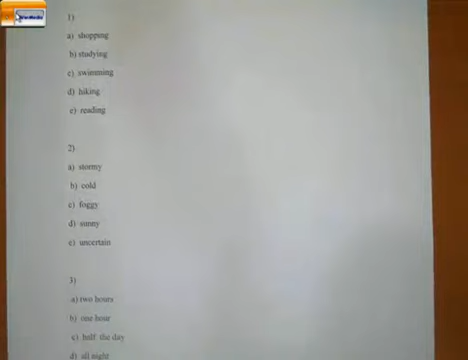 WinMedia
1)
a) shopping
b) studying
c) swimming
d) hiking
e) reading
2)
a) stormy
b) cold
c) foggy
d) sunny
e) uncertain
3)
a) two hours
b) one hour
c) half the day
d) all night